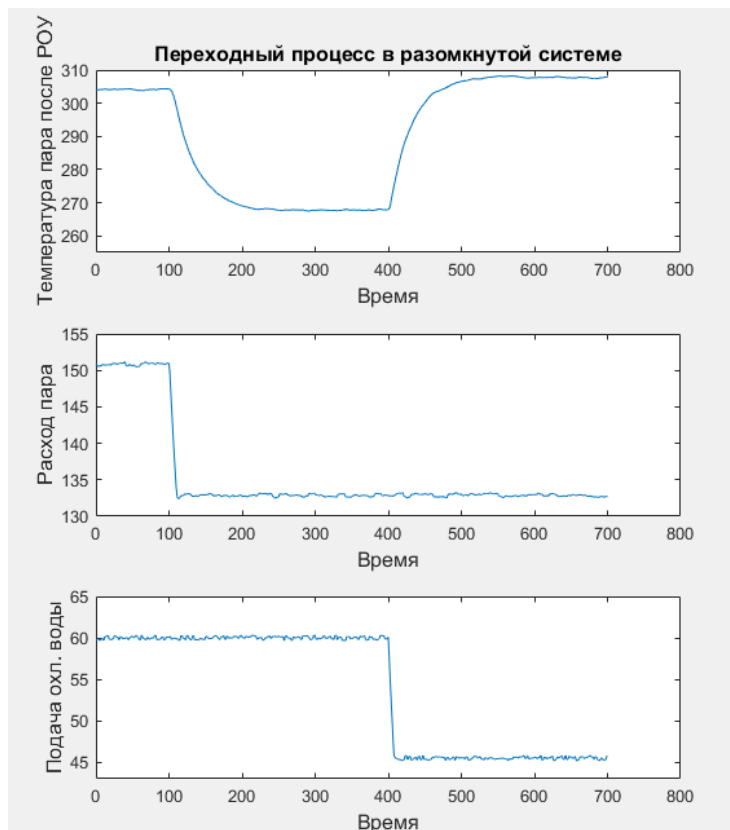 Переходный процесс в разомкнутой системе
Температура пара после РОУ
310
300
290
280
270
260
0 100 200 300 400 500 600 700 800
Время
Расход пара
155
150
145
140
135
130
0 100 200 300 400 500 600 700 800
Время
Подача охл. воды
65
60
55
50
45
0 100 200 300 400 500 600 700 800
Время